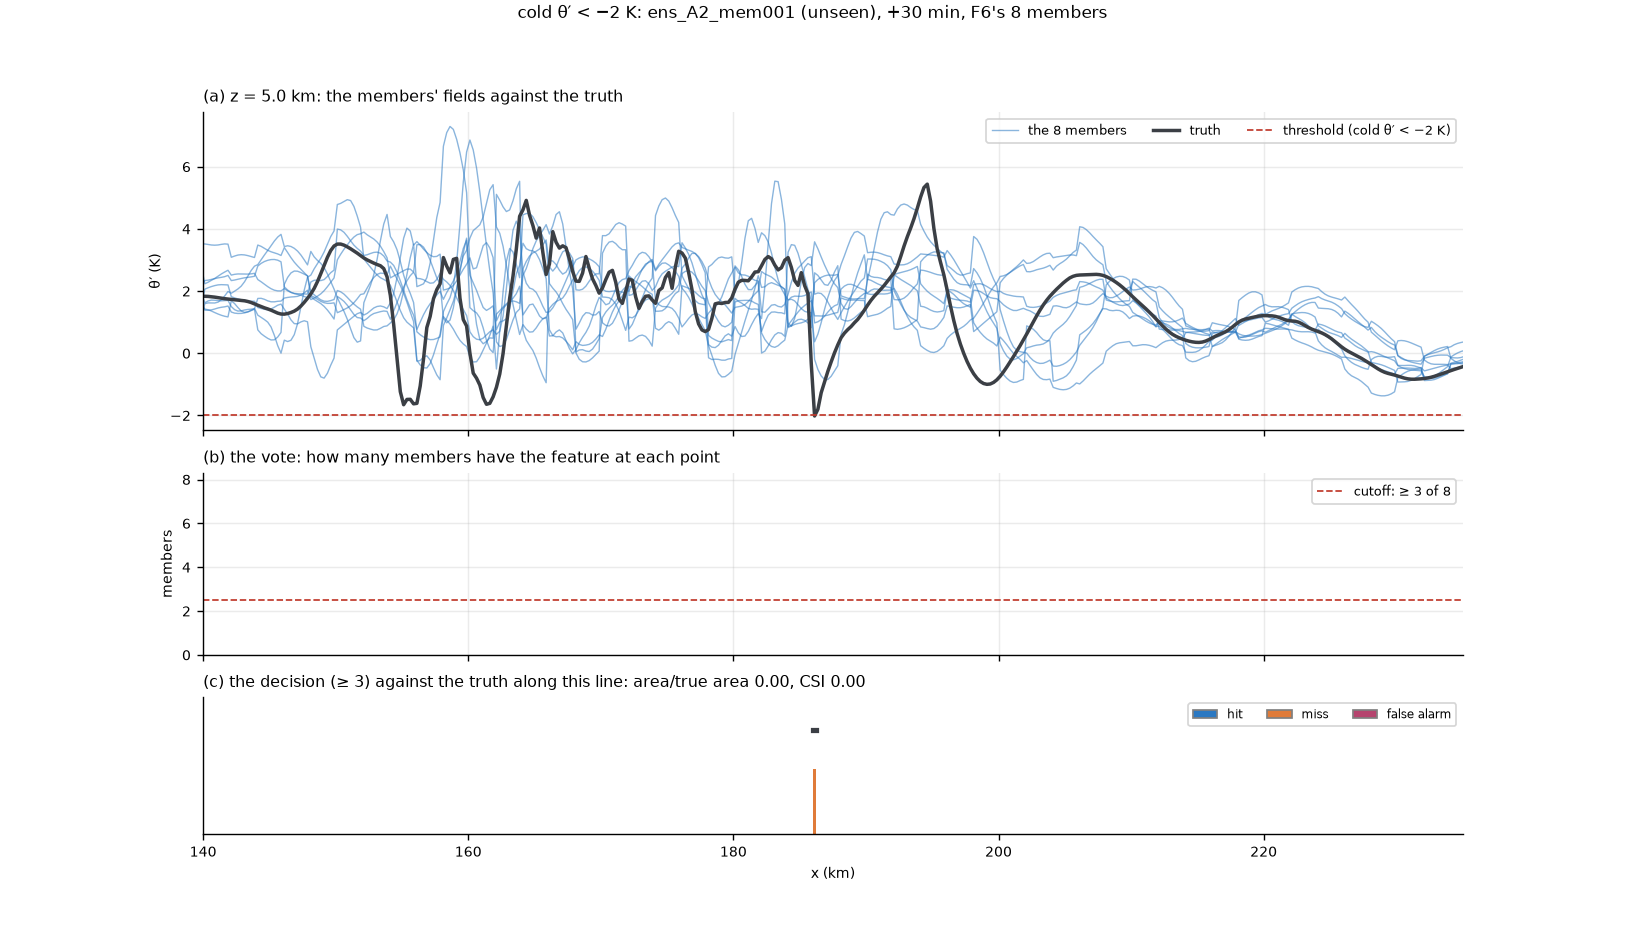 cold θ′ < −2 K: ens_A2_mem001 (unseen), +30 min, F6's 8 members
(a) z = 5.0 km: the members' fields against the truth
the 8 members
truth
threshold (cold θ′ < −2 K)
6
4
2
0
−2
θ′ (K)
(b) the vote: how many members have the feature at each point
cutoff: ≥ 3 of 8
8
6
4
2
0
members
(c) the decision (≥ 3) against the truth along this line: area/true area 0.00, CSI 0.00
hit
miss
false alarm
140
160
180
200
220
x (km)